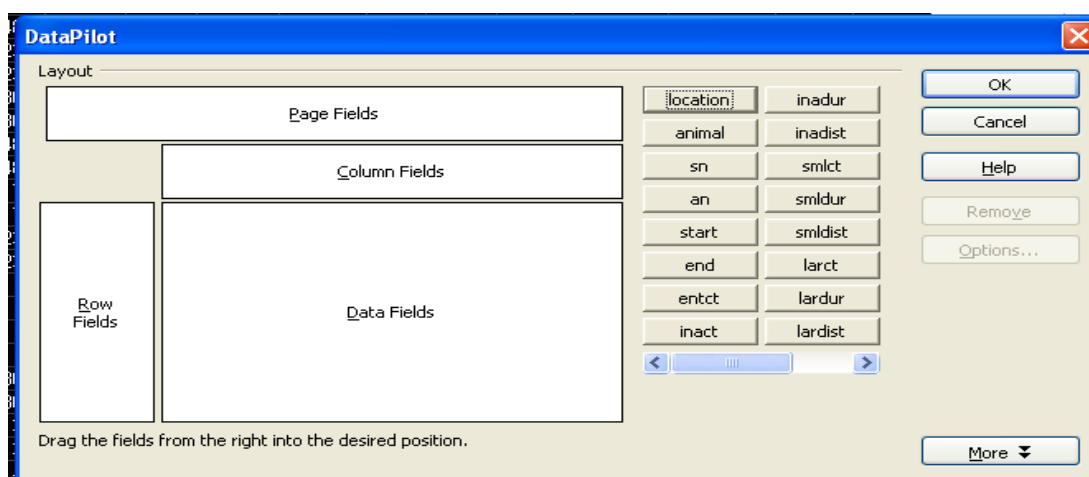 DataPilot
Layout
Page Fields
Column Fields
Row
Fields
Data Fields
location
inadur
animal
inadist
sn
smlct
an
smldur
start
smldist
end
larct
entct
lardur
inact
lardist
OK
Cancel
Help
Remove
Options...
More
Drag the fields from the right into the desired position.